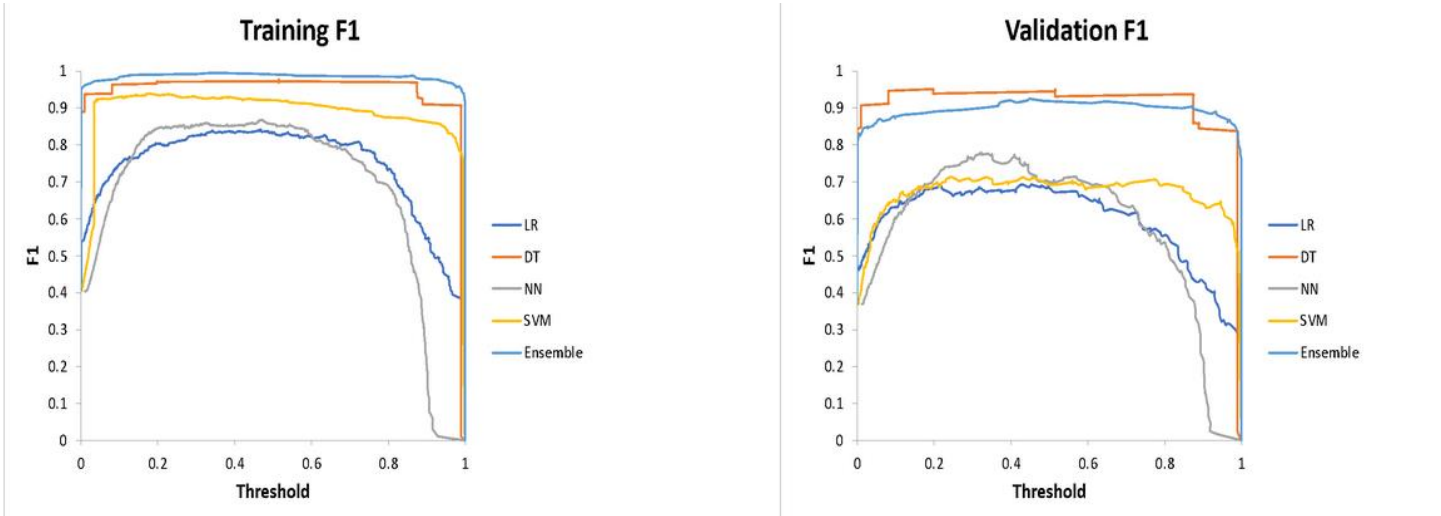 Training F1
1
0.9
0.8
0.7
0.6
0.5
0.4
0.3
0.2
0.1
0
F1
0 0.2 0.4 0.6 0.8 1
Threshold
LR
DT
NN
SVM
Ensemble
Validation F1
1
0.9
0.8
0.7
0.6
0.5
0.4
0.3
0.2
0.1
0
F1
0 0.2 0.4 0.6 0.8 1
Threshold
LR
DT
NN
SVM
Ensemble